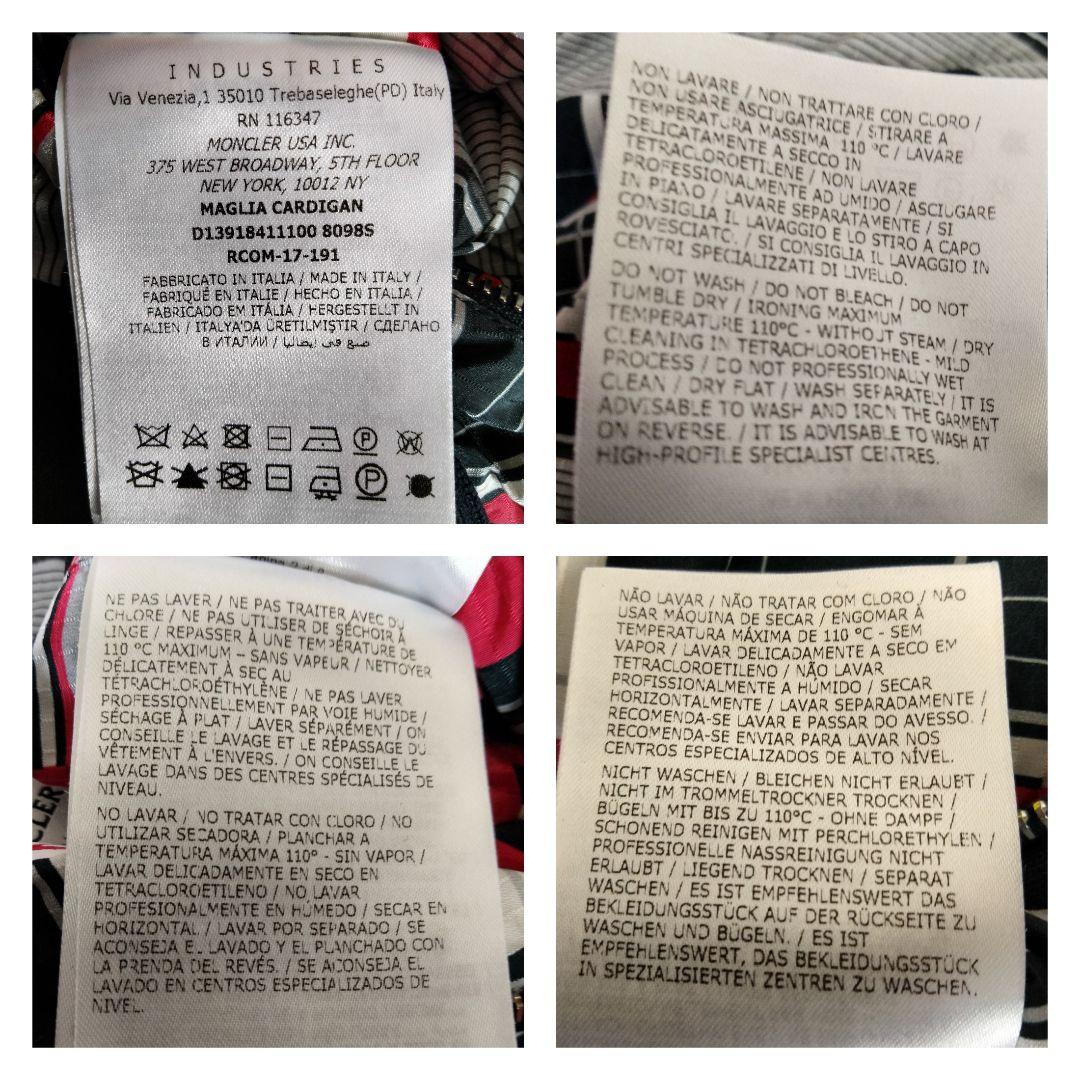 INDUSTRIES
Via Venezia,1 35010 Trebaseleghe(PD) Italy
RN 116347
MONCLER USA INC.
375 WEST BROADWAY, 5TH FLOOR
NEW YORK, 10012 NY
MAGLIA CARDIGAN
D13918411100 8098S
RCOM-17-191
FABBRICATO IN ITALIA / MADE IN ITALY /
FABRIQUÉ EN ITALIE / HECHO EN ITALIA /
FABRICADO EM ITÁLIA / HERGESTELLT IN
ITALIEN / ITALYA'DA ÜRETILMIŞTIR / СДЕЛАНО
В ИТАЛИИ / صنع في إيطاليا
P
W
P
NON LAVARE / NON TRATTARE CON CLORO /
NON USARE ASCIUGATRICE / STIRARE A
TEMPERATURA MASSIMA 110 °C / LAVARE
DELICATAMENTE A SECCO IN
TETRACLOROETILENE / NON LAVARE
PROFESSIONALMENTE AD UMIDO / ASCIUGARE
IN PIANO / LAVARE SEPARATAMENTE / SI
CONSIGLIA IL LAVAGGIO E LO STIRO A CAPO
ROVESCIATO. / SI CONSIGLIA IL LAVAGGIO IN
CENTRI SPECIALIZZATI DI LIVELLO.
DO NOT WASH / DO NOT BLEACH / DO NOT
TUMBLE DRY / IRONING MAXIMUM
TEMPERATURE 110°C - WITHOUT STEAM / DRY
CLEANING IN TETRACHLOROETHENE - MILD
PROCESS / DO NOT PROFESSIONALLY WET
CLEAN / DRY FLAT / WASH SEPARATELY / IT IS
ADVISABLE TO WASH AND IRON THE GARMENT
ON REVERSE. / IT IS ADVISABLE TO WASH AT
HIGH-PROFILE SPECIALIST CENTRES.
NE PAS LAVER / NE PAS TRAITER AVEC DU
CHLORE / NE PAS UTILISER DE SÉCHOIR À
LINGE / REPASSER À UNE TEMPÉRATURE DE
110 °C MAXIMUM – SANS VAPEUR / NETTOYER
DÉLICATEMENT À SEC AU
TÉTRACHLOROÉTHYLÈNE / NE PAS LAVER
PROFESSIONNELLEMENT PAR VOIE HUMIDE /
SÉCHAGE À PLAT / LAVER SÉPARÉMENT / ON
CONSEILLE LE LAVAGE ET LE RÉPASSAGE DU
VÊTEMENT À L'ENVERS. / ON CONSEILLE LE
LAVAGE DANS DES CENTRES SPÉCIALISÉS DE
NIVEAU.
NO LAVAR / NO TRATAR CON CLORO / NO
UTILIZAR SECADORA / PLANCHAR A
TEMPERATURA MÁXIMA 110° - SIN VAPOR /
LAVAR DELICADAMENTE EN SECO EN
TETRACLOROETILENO / NO LAVAR
PROFESIONALMENTE EN HÚMEDO / SECAR EN
HORIZONTAL / LAVAR POR SEPARADO / SE
ACONSEJA EL LAVADO Y EL PLANCHADO CON
LA PRENDA DEL REVÉS. / SE ACONSEJA EL
LAVADO EN CENTROS ESPECIALIZADOS DE
NIVEL.
NÃO LAVAR / NÃO TRATAR COM CLORO / NÃO
USAR MÁQUINA DE SECAR / ENGOMAR À
TEMPERATURA MÁXIMA DE 110 °C - SEM
VAPOR / LAVAR DELICADAMENTE A SECO EM
TETRACLOROETILENO / NÃO LAVAR
PROFISSIONALMENTE A HÚMIDO / SECAR
HORIZONTALMENTE / LAVAR SEPARADAMENTE /
RECOMENDA-SE LAVAR E PASSAR DO AVESSO. /
RECOMENDA-SE ENVIAR PARA LAVAR NOS
CENTROS ESPECIALIZADOS DE ALTO NÍVEL.
NICHT WASCHEN / BLEICHEN NICHT ERLAUBT /
NICHT IM TROMMELTROCKNER TROCKNEN /
BÜGELN MIT BIS ZU 110°C - OHNE DAMPF /
SCHONEND REINIGEN MIT PERCHLORETHYLEN /
PROFESSIONELLE NASSREINIGUNG NICHT
ERLAUBT / LIEGEND TROCKNEN / SEPARAT
WASCHEN / ES IST EMPFEHLENSWERT DAS
BEKLEIDUNGSSTÜCK AUF DER RÜCKSEITE ZU
WASCHEN UND BÜGELN. / ES IST
EMPFEHLENSWERT, DAS BEKLEIDUNGSSTÜCK
IN SPEZIALISIERTEN ZENTREN ZU WASCHEN.